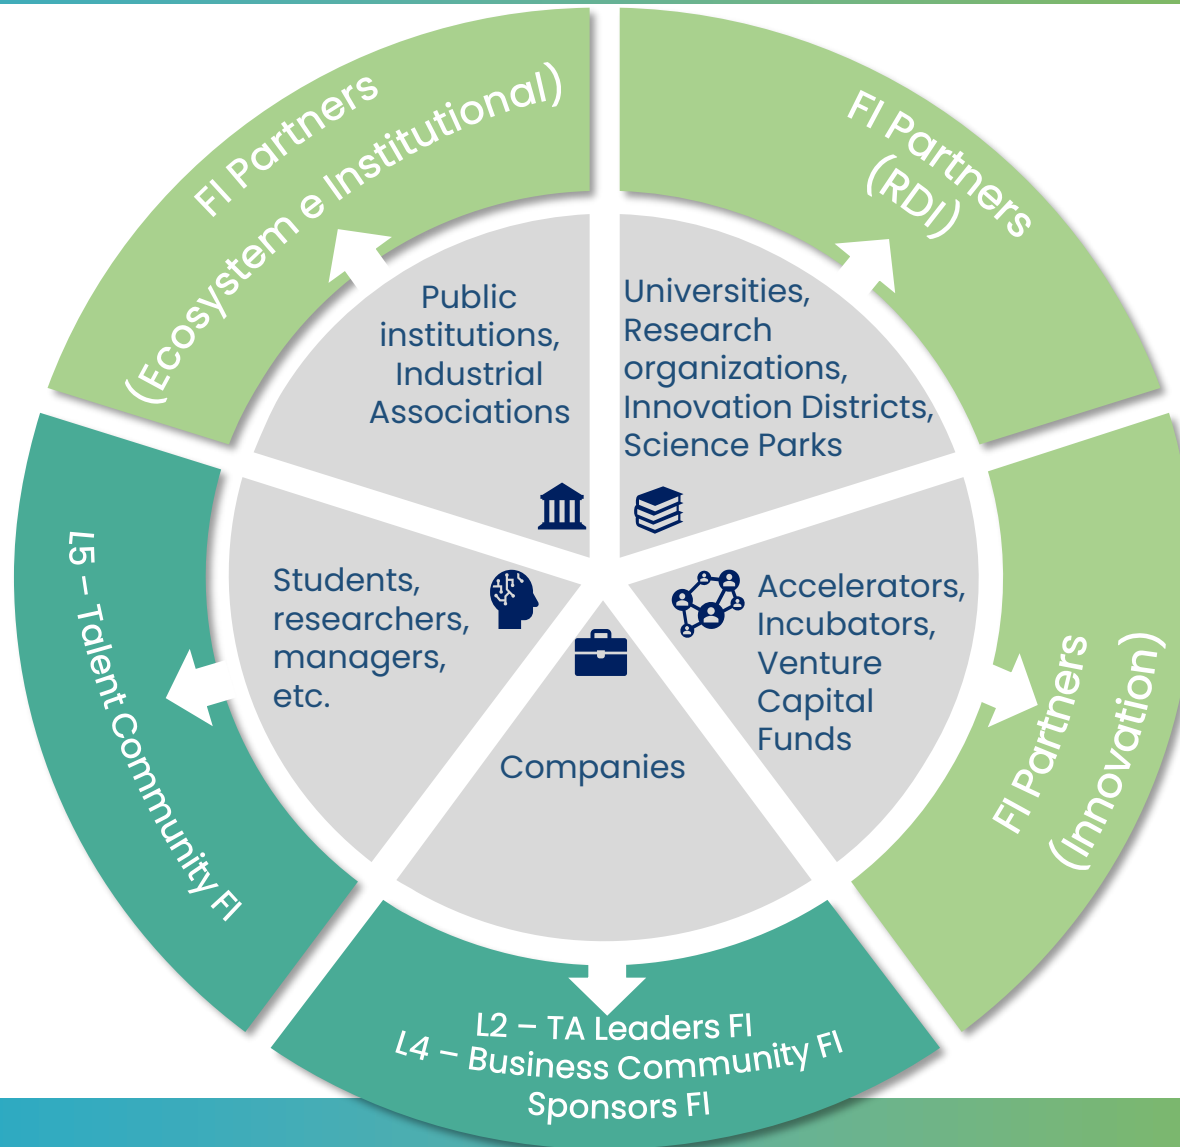 FI Partners
(Ecosystem e Institutional)
FI Partners
(RDI)
Public
institutions,
Industrial
Associations
Universities,
Research
organizations,
Innovation Districts,
Science Parks
L5 – Talent Community FI
Students,
researchers,
managers,
etc.
Accelerators,
Incubators,
Venture
Capital
Funds
FI Partners
(Innovation)
Companies
L2 – TA Leaders FI
L4 – Business Community FI
Sponsors FI